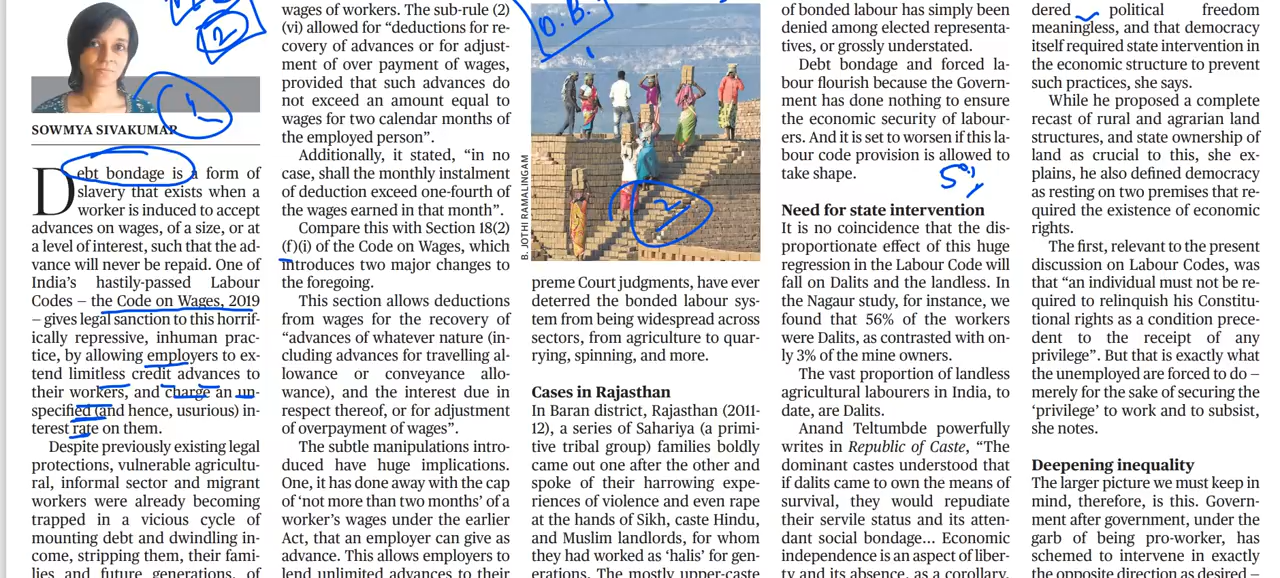 SOWMYA SIVAKUMAR
Debt bondage is a form of
slavery that exists when a
worker is induced to accept
advances on wages, of a size, or at
a level of interest, such that the ad-
vance will never be repaid. One of
India's hastily-passed Labour
Codes – the Code on Wages, 2019
– gives legal sanction to this horrif-
ically repressive, inhuman prac-
tice, by allowing employers to ex-
tend limitless credit advances to
their workers, and charge an un-
specified (and hence, usurious) in-
terest rate on them.
Despite previously existing legal
protections, vulnerable agricultu-
ral, informal sector and migrant
workers were already becoming
trapped in a vicious cycle of
mounting debt and dwindling in-
come, stripping them, their fami-
lies and future generations, of
wages of workers. The sub-rule (2)
(vi) allowed for "deductions for re-
covery of advances or for adjust-
ment of over payment of wages,
provided that such advances do
not exceed an amount equal to
wages for two calendar months of
the employed person".
Additionally, it stated, "in no
case, shall the monthly instalment
of deduction exceed one-fourth of
the wages earned in that month".
Compare this with Section 18(2)
(f)(i) of the Code on Wages, which
introduces two major changes to
the foregoing.
This section allows deductions
from wages for the recovery of
"advances of whatever nature (in-
cluding advances for travelling al-
lowance or conveyance allo-
wance), and the interest due in
respect thereof, or for adjustment
of overpayment of wages".
The subtle manipulations intro-
duced have huge implications.
One, it has done away with the cap
of 'not more than two months' of a
worker's wages under the earlier
Act, that an employer can give as
advance. This allows employers to
lend unlimited advances to their
2
D.B.
2
B. JOTHI RAMALINGAM
preme Court judgments, have ever
deterred the bonded labour sys-
tem from being widespread across
sectors, from agriculture to quar-
rying, spinning, and more.
Cases in Rajasthan
In Baran district, Rajasthan (2011-
12), a series of Sahariya (a primi-
tive tribal group) families boldly
came out one after the other and
spoke of their harrowing expe-
riences of violence and even rape
at the hands of Sikh, caste Hindu,
and Muslim landlords, for whom
they had worked as 'halis' for gen-
erations. The mostly upper-caste
of bonded labour has simply been
denied among elected representa-
tives, or grossly understated.
Debt bondage and forced la-
bour flourish because the Govern-
ment has done nothing to ensure
the economic security of labour-
ers. And it is set to worsen if this la-
bour code provision is allowed to
take shape.
Need for state intervention
It is no coincidence that the dis-
proportionate effect of this huge
regression in the Labour Code will
fall on Dalits and the landless. In
the Nagaur study, for instance, we
found that 56% of the workers
were Dalits, as contrasted with on-
ly 3% of the mine owners.
The vast proportion of landless
agricultural labourers in India, to
date, are Dalits.
Anand Teltumbde powerfully
writes in Republic of Caste, "The
dominant castes understood that
if dalits came to own the means of
survival, they would repudiate
their servile status and its atten-
dant social bondage... Economic
independence is an aspect of liber-
ty and its absence, as a corollary,
dered political freedom
meaningless, and that democracy
itself required state intervention in
the economic structure to prevent
such practices, she says.
While he proposed a complete
recast of rural and agrarian land
structures, and state ownership of
land as crucial to this, she ex-
plains, he also defined democracy
as resting on two premises that re-
quired the existence of economic
rights.
The first, relevant to the present
discussion on Labour Codes, was
that "an individual must not be re-
quired to relinquish his Constitu-
tional rights as a condition prece-
dent to the receipt of any
privilege". But that is exactly what
the unemployed are forced to do –
merely for the sake of securing the
'privilege' to work and to subsist,
she notes.
Deepening inequality
The larger picture we must keep in
mind, therefore, is this. Govern-
ment after government, under the
garb of being pro-worker, has
schemed to intervene in exactly
the opposite direction as desired –